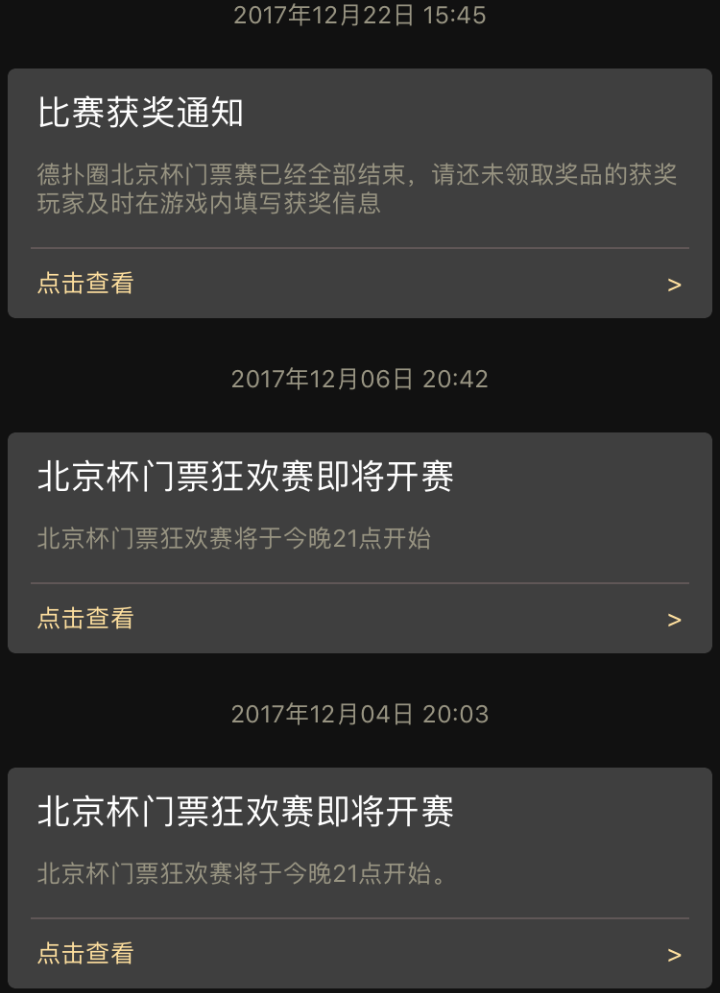 2017年12月22日 15:45
比赛获奖通知
德扑圈北京杯门票赛已经全部结束，请还未领取奖品的获奖
玩家及时在游戏内填写获奖信息
点击查看 >
2017年12月06日 20:42
北京杯门票狂欢赛即将开赛
北京杯门票狂欢赛将于今晚21点开始
点击查看 >
2017年12月04日 20:03
北京杯门票狂欢赛即将开赛
北京杯门票狂欢赛将于今晚21点开始。
点击查看 >